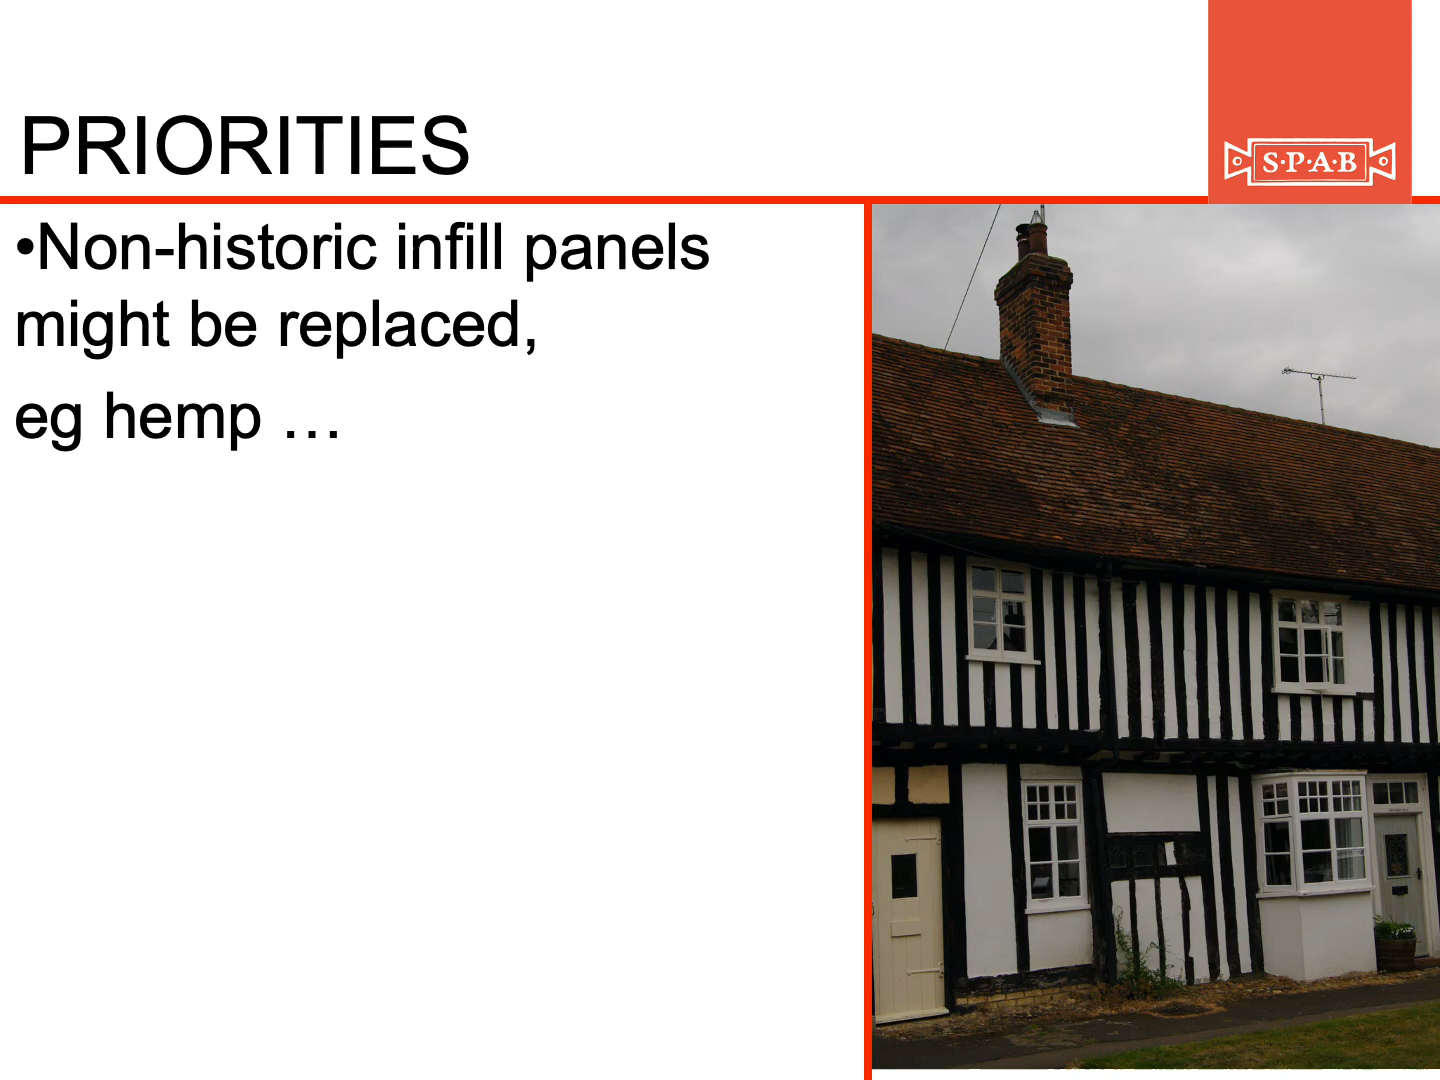 PRIORITIES
S·P·A·B
•Non-historic infill panels
might be replaced,
eg hemp …